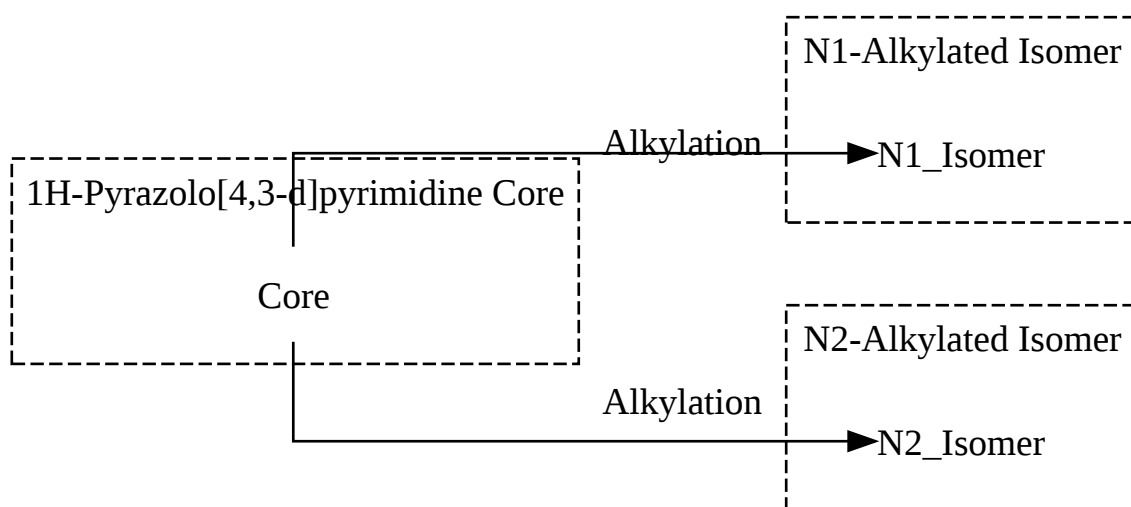 N1-Alkylated Isomer
Alkylation
N1_Isomer
1H-Pyrazolo[4,3-d]pyrimidine Core
Core
N2-Alkylated Isomer
Alkylation
N2_Isomer